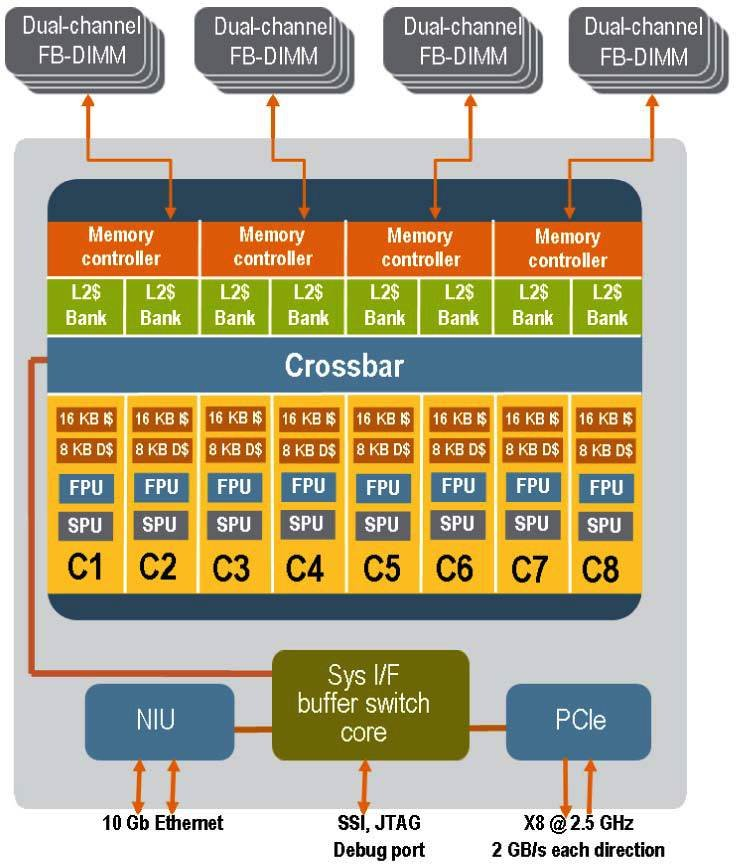 Dual-channel
FB-DIMM
Dual-channel
FB-DIMM
Dual-channel
FB-DIMM
Dual-channel
FB-DIMM
Memory
controller
Memory
controller
Memory
controller
Memory
controller
L2$
Bank
L2$
Bank
L2$
Bank
L2$
Bank
L2$
Bank
L2$
Bank
L2$
Bank
L2$
Bank
Crossbar
16 KB I$
16 KB I$
16 KB I$
16 KB I$
16 KB I$
16 KB I$
16 KB I$
16 KB I$
8 KB D$
8 KB D$
8 KB D$
8 KB D$
8 KB D$
8 KB D$
8 KB D$
8 KB D$
FPU
FPU
FPU
FPU
FPU
FPU
FPU
FPU
SPU
SPU
SPU
SPU
SPU
SPU
SPU
SPU
C1
C2
C3
C4
C5
C6
C7
C8
Sys I/F
buffer switch
core
NIU
PCIe
10 Gb Ethernet
SSI, JTAG
Debug port
X8 @ 2.5 GHz
2 GB/s each direction